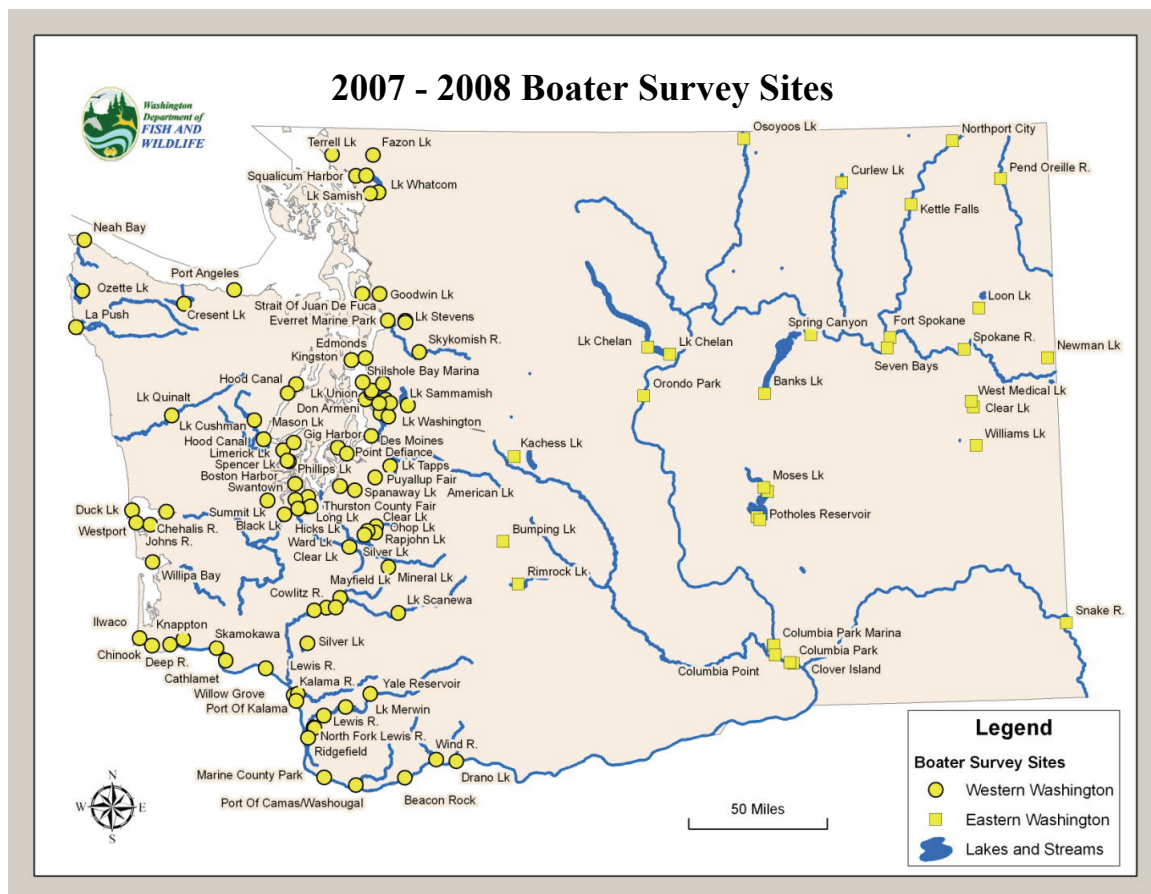 2007 - 2008 Boater Survey Sites
Washington
Department of
FISH AND
WILDLIFE
Osoyoos Lk
Northport City
Terrell Lk
Fazon Lk
Curlew Lk
Pend Oreille R.
Squalicum Harbor
Lk Whatcom
Lk Samish
Kettle Falls
Neah Bay
Port Angeles
Ozette Lk
Goodwin Lk
Strait Of Juan De Fuca
Loon Lk
La Push
Cresent Lk
Lk Stevens
Everret Marine Park
Spring Canyon
Fort Spokane
Edmonds
Skykomish R.
Lk Chelan
Lk Chelan
Spokane R.
Newman Lk
Kingston
Seven Bays
Shilshole Bay Marina
Hood Canal
Orondo Park
Banks Lk
West Medical Lk
Lk Quinalt
Lk Union
Lk Sammamish
Clear Lk
Don Armeni
Mason Lk
Lk Cushman
Lk Washington
Hood Canal
Gig Harbor
Des Moines
Kachess Lk
Williams Lk
Limerick Lk
Point Defiance
Spencer Lk
Phillips Lk
Lk Tapps
Boston Harbor
Puyallup Fair
Moses Lk
Swantown
Spanaway Lk
American Lk
Duck Lk
Summit Lk
Thurston County Fair
Long Lk
Clear Lk
Potholes Reservoir
Westport
Chehalis R.
Black Lk
Hicks Lk
Ohop Lk
Johns R.
Ward Lk
Rapjohn Lk
Bumping Lk
Clear Lk
Silver Lk
Willipa Bay
Mayfield Lk
Mineral Lk
Rimrock Lk
Cowlitz R.
Lk Scanewa
Snake R.
Ilwaco
Knappton
Skamokawa
Silver Lk
Columbia Park Marina
Chinook
Deep R.
Columbia Park
Cathlamet
Lewis R.
Columbia Point
Clover Island
Willow Grove
Kalama R.
Yale Reservoir
Port Of Kalama
Lk Merwin
Lewis R.
North Fork Lewis R.
Ridgefield
Wind R.
Marine County Park
Drano Lk
Port Of Camas/Washougal
Beacon Rock
N
W
E
S
50 Miles
Legend
Boater Survey Sites
Western Washington
Eastern Washington
Lakes and Streams